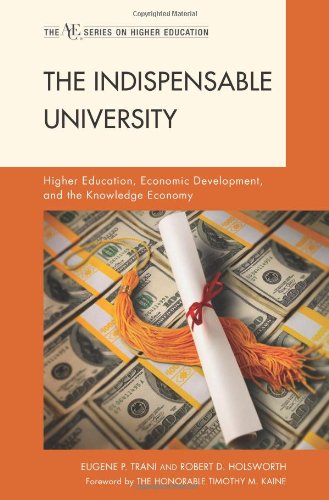 THE ACE® SERIES ON HIGHER EDUCATION
THE INDISPENSABLE
UNIVERSITY
Higher Education, Economic Development,
and the Knowledge Economy
EUGENE P. TRANI AND ROBERT D. HOLSWORTH
Foreword by THE HONORABLE TIMOTHY M. KAINE